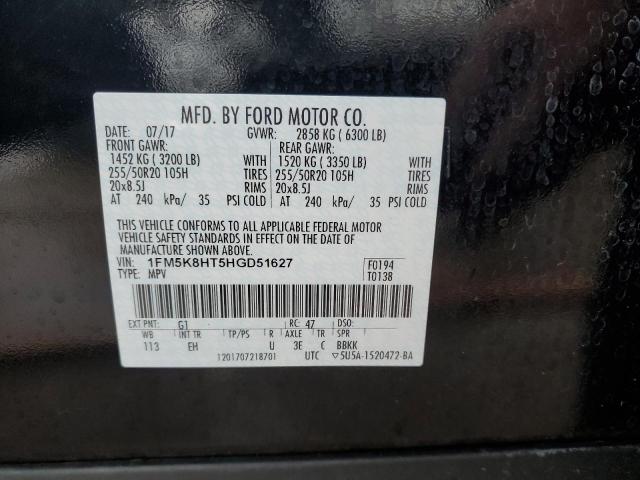 MFD. BY FORD MOTOR CO.
DATE: 07/17 GVWR: 2858 KG ( 6300 LB)
FRONT GAWR: REAR GAWR:
1452 KG ( 3200 LB) WITH 1520 KG ( 3350 LB) WITH
255/50R20 105H TIRES 255/50R20 105H TIRES
20x8.5J RIMS 20x8.5J RIMS
AT 240 kPa/ 35 PSI COLD AT 240 kPa/ 35 PSI COLD
THIS VEHICLE CONFORMS TO ALL APPLICABLE FEDERAL MOTOR
VEHICLE SAFETY STANDARDS IN EFFECT ON THE DATE OF
MANUFACTURE SHOWN ABOVE.
VIN: 1FM5K8HT5HGD51627 F0194
TYPE: MPV T0138
EXT PNT: G1 RC: 47 DSO:
WB INT TR TP/PS R AXLE TR SPR
113 EH U 3E C BBKK
1201707218701 UTC ▽5U5A-1520472-BA